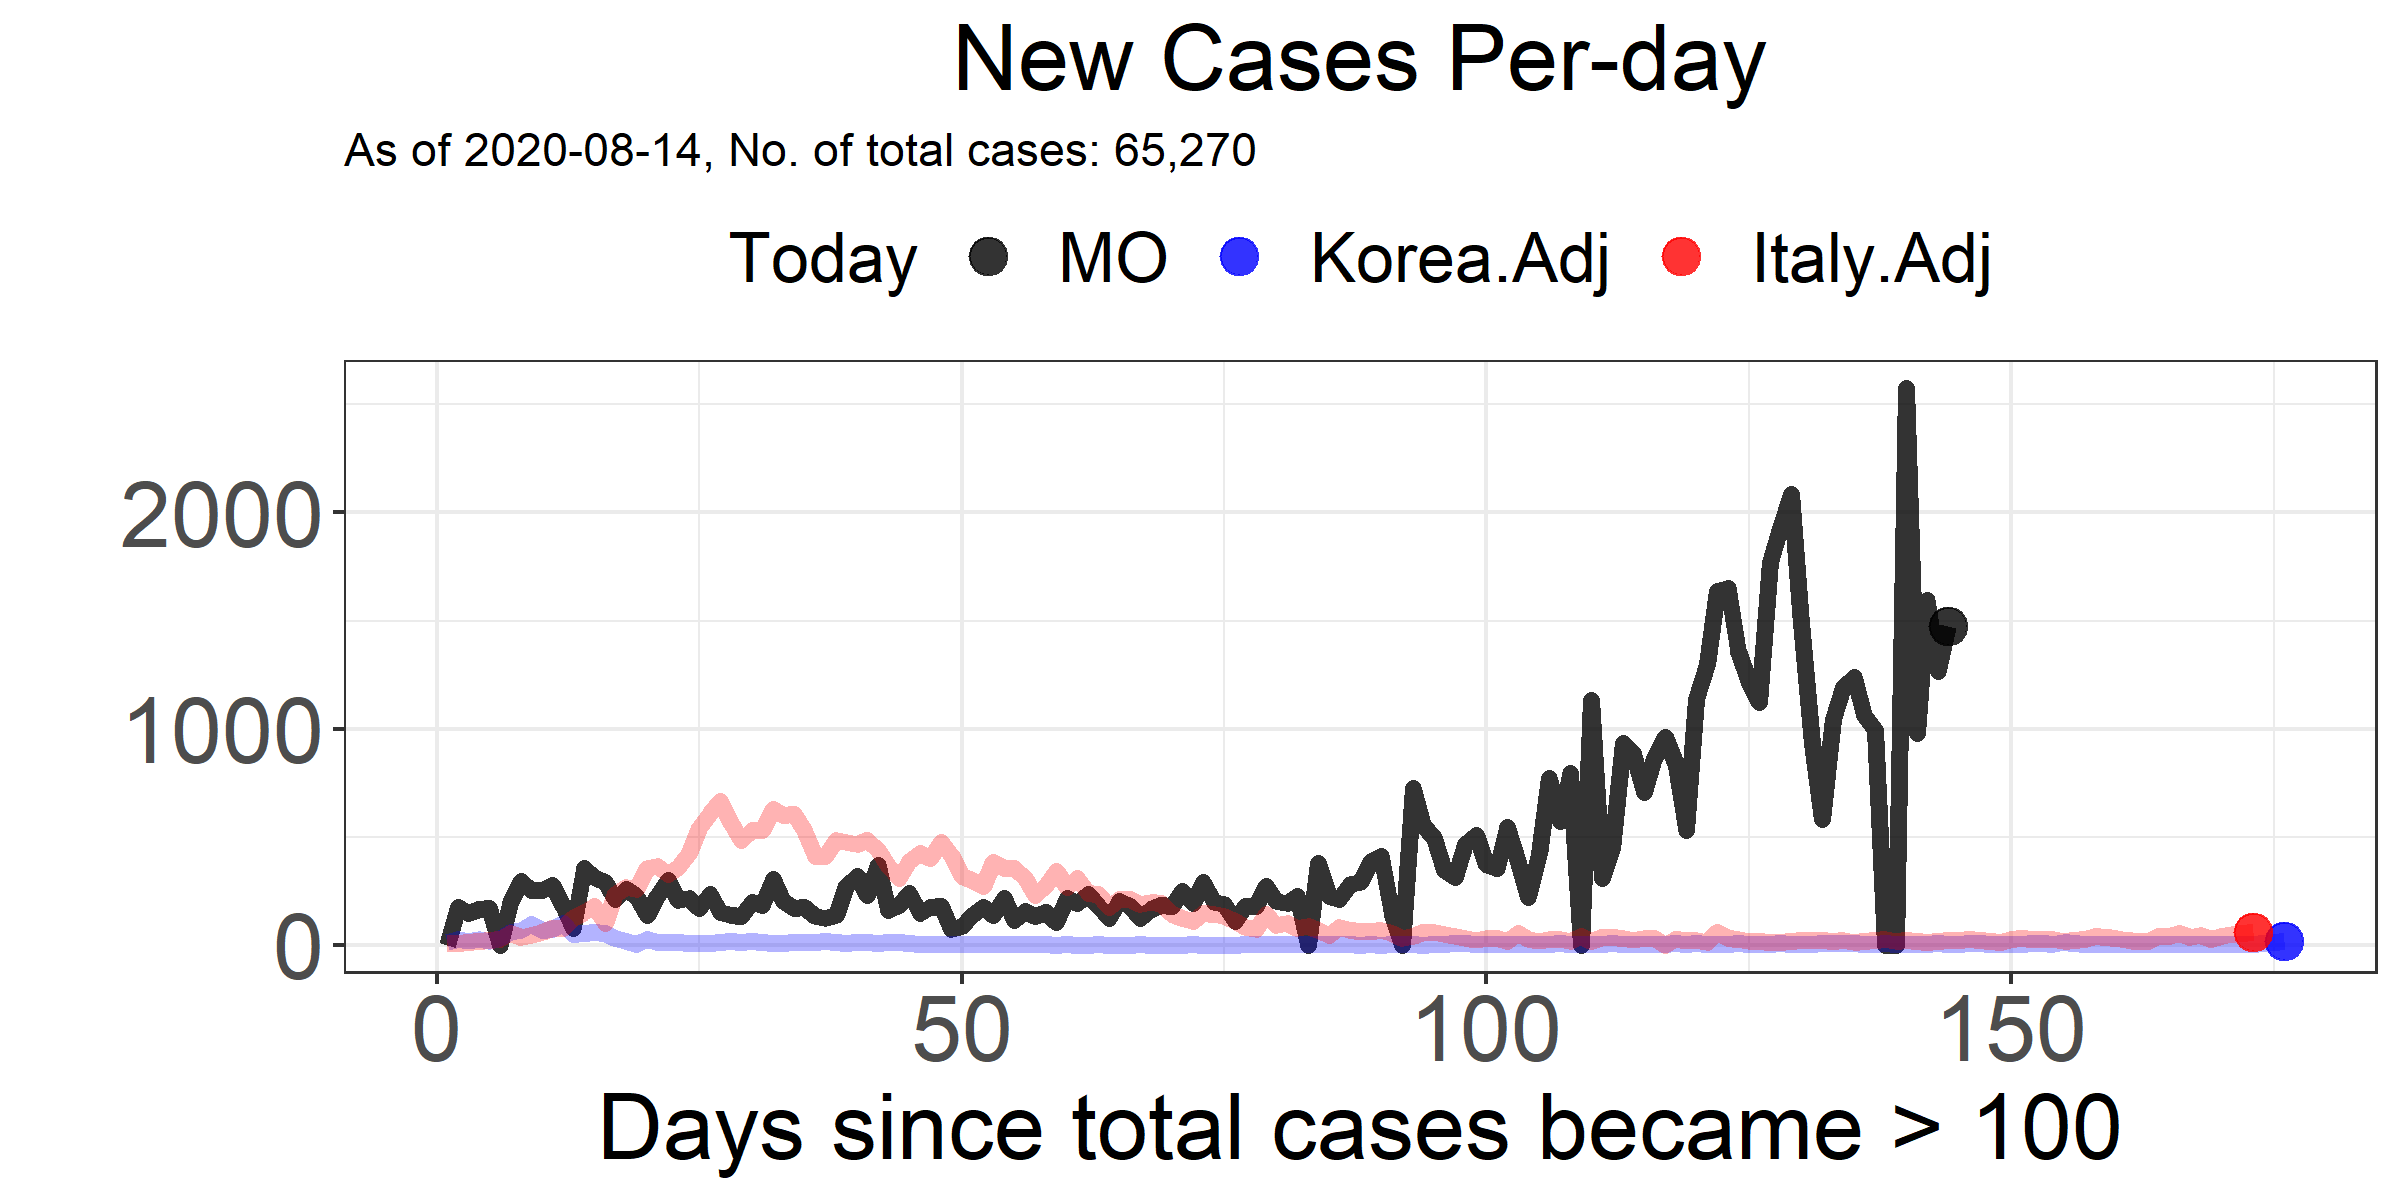 New Cases Per-day
As of 2020-08-14, No. of total cases: 65,270
Today MO Korea.Adj Italy.Adj
2000
1000
0
0 50 100 150
Days since total cases became > 100